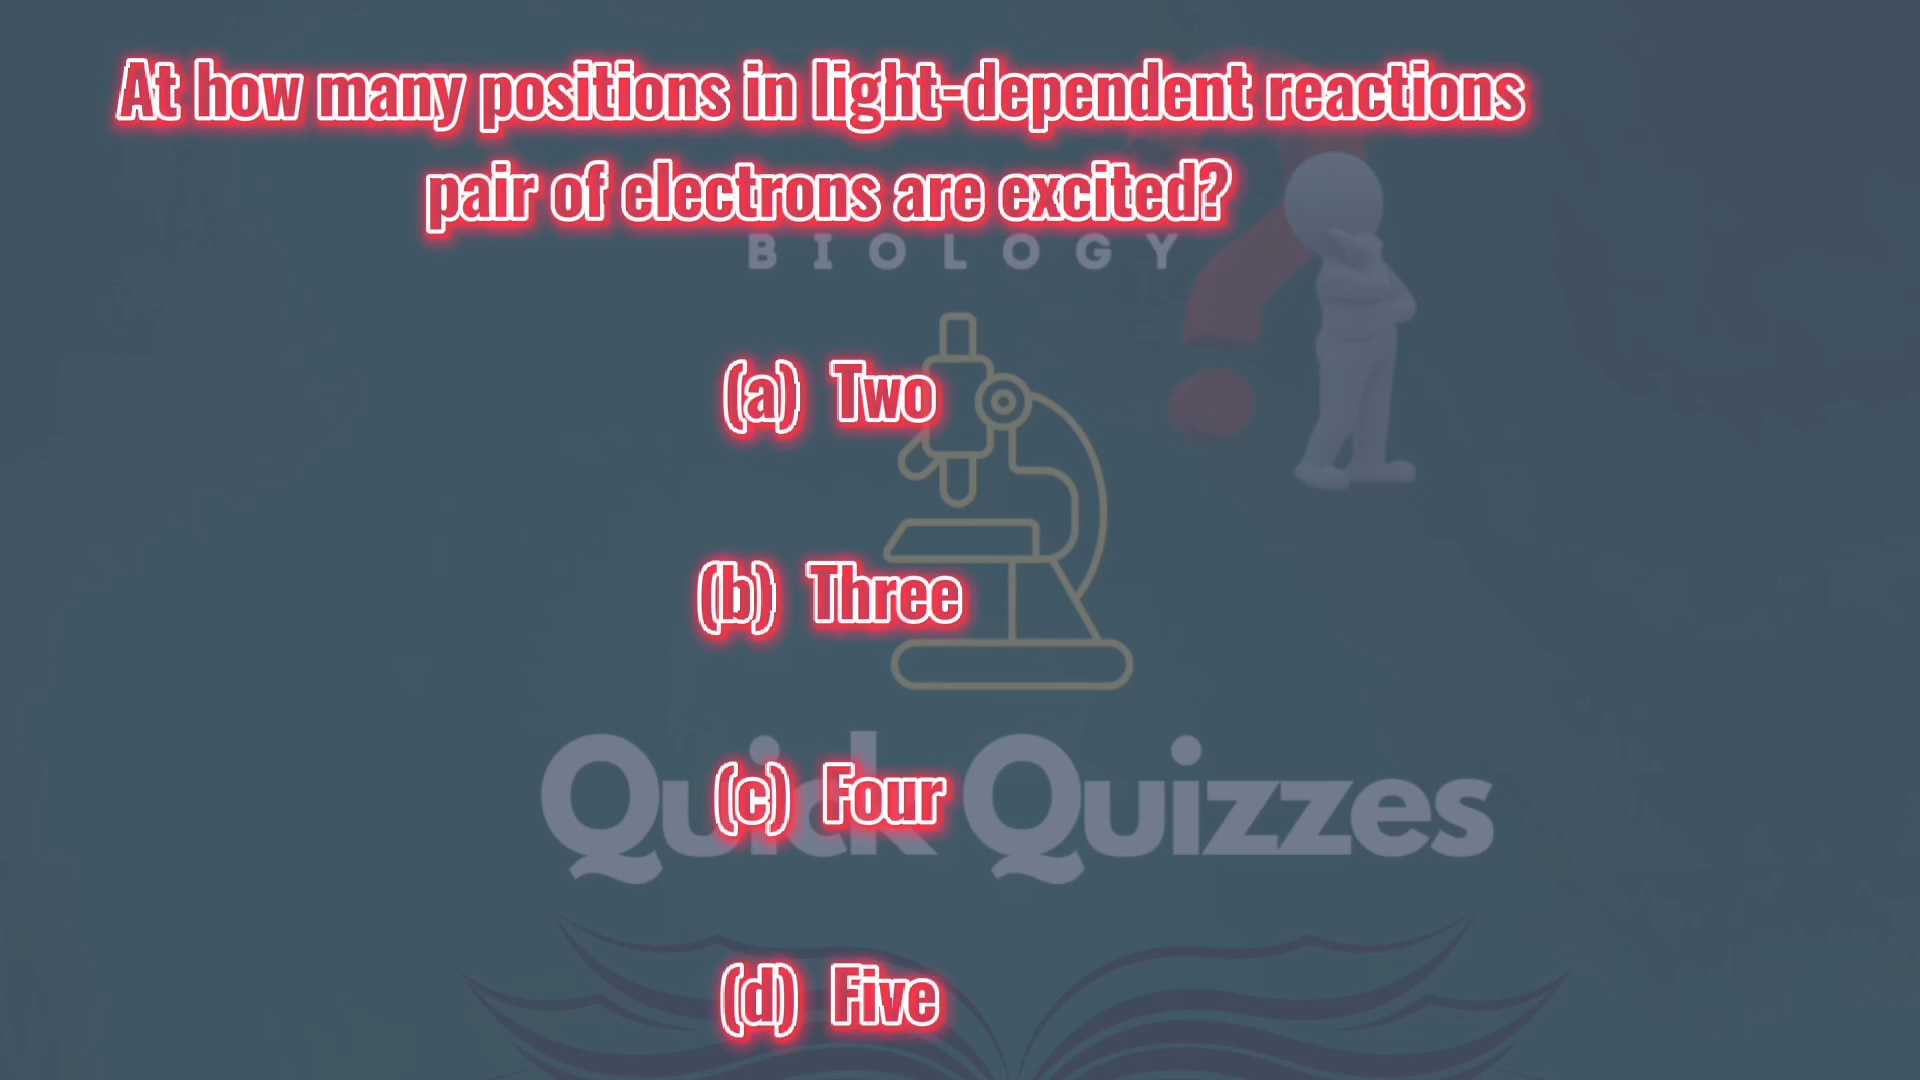 At how many positions in light-dependent reactions
pair of electrons are excited?
BIOLOGY
(a) Two
(b) Three
(c) Four
Quick Quizzes
(d) Five